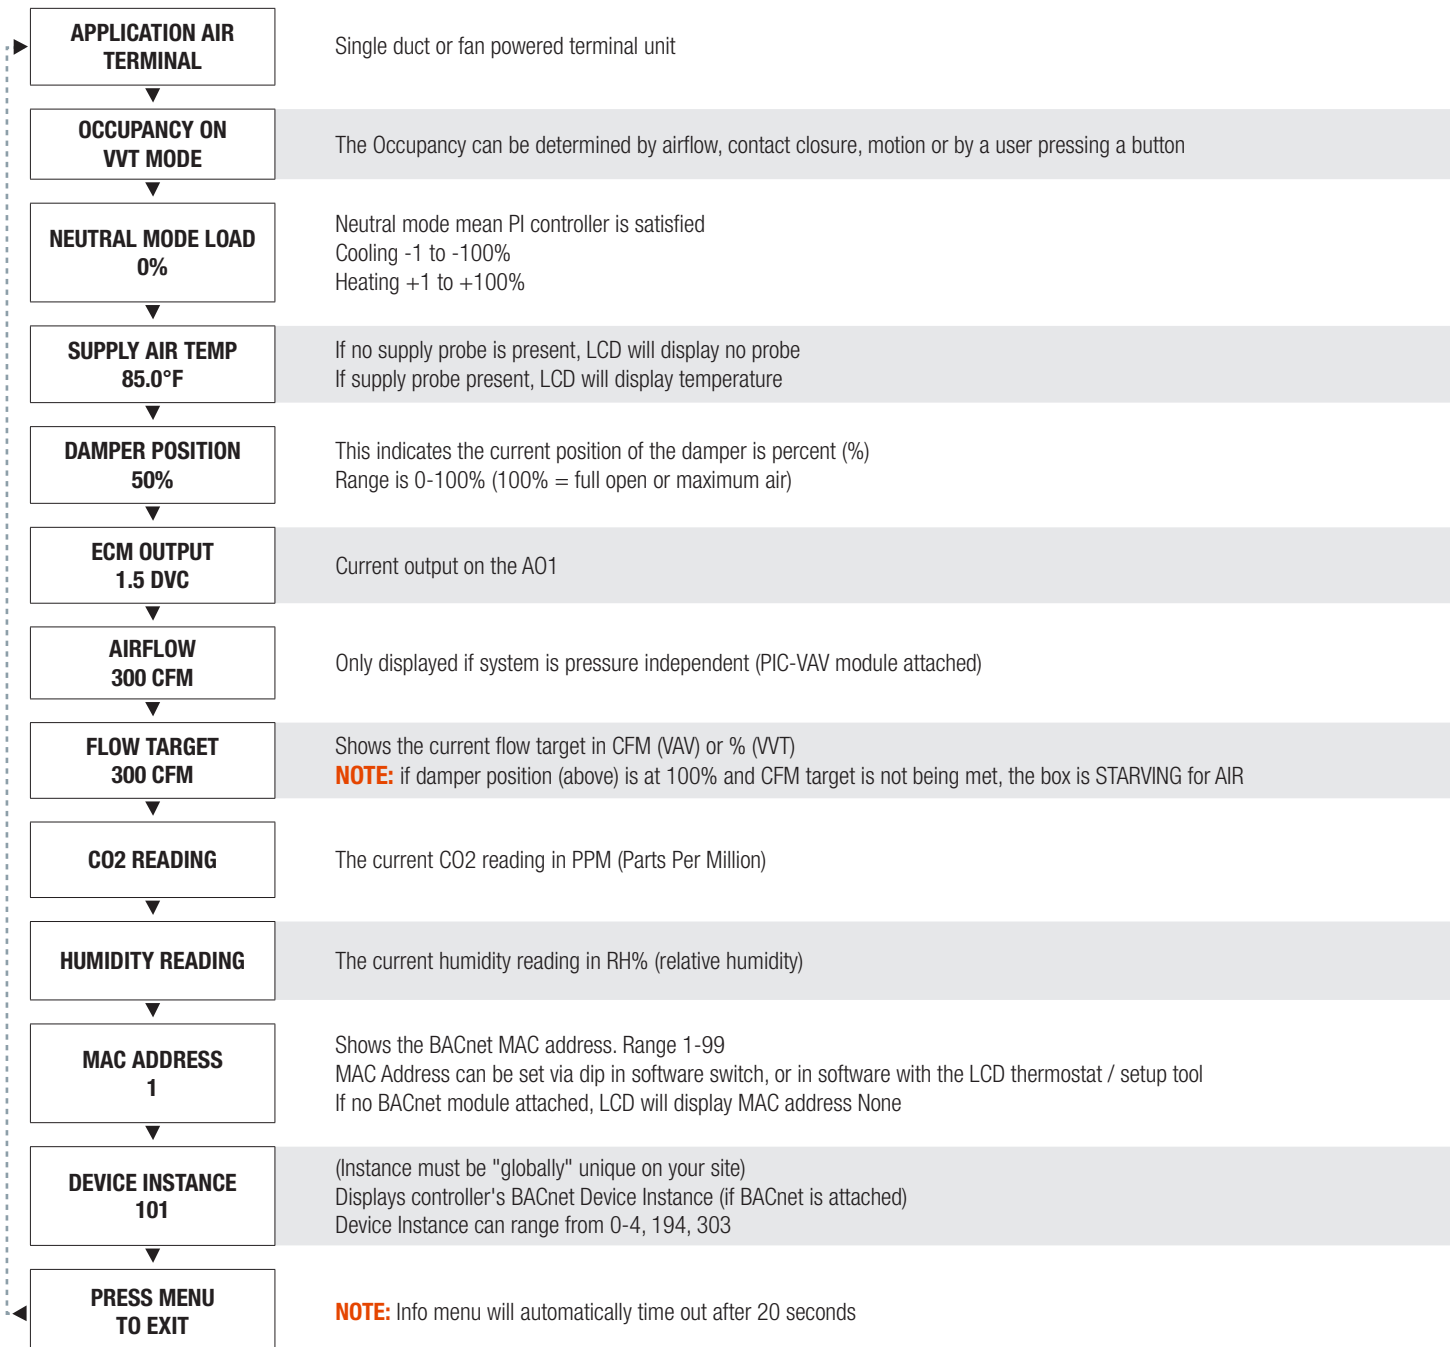 APPLICATION AIR
TERMINAL
Single duct or fan powered terminal unit
OCCUPANCY ON
VVT MODE
The Occupancy can be determined by airflow, contact closure, motion or by a user pressing a button
NEUTRAL MODE LOAD
0%
Neutral mode mean PI controller is satisfied
Cooling -1 to -100%
Heating +1 to +100%
SUPPLY AIR TEMP
85.0°F
If no supply probe is present, LCD will display no probe
If supply probe present, LCD will display temperature
DAMPER POSITION
50%
This indicates the current position of the damper is percent (%)
Range is 0-100% (100% = full open or maximum air)
ECM OUTPUT
1.5 DVC
Current output on the AO1
AIRFLOW
300 CFM
Only displayed if system is pressure independent (PIC-VAV module attached)
FLOW TARGET
300 CFM
Shows the current flow target in CFM (VAV) or % (VVT)
NOTE: if damper position (above) is at 100% and CFM target is not being met, the box is STARVING for AIR
CO2 READING
The current CO2 reading in PPM (Parts Per Million)
HUMIDITY READING
The current humidity reading in RH% (relative humidity)
MAC ADDRESS
1
Shows the BACnet MAC address. Range 1-99
MAC Address can be set via dip in software switch, or in software with the LCD thermostat / setup tool
If no BACnet module attached, LCD will display MAC address None
DEVICE INSTANCE
101
(Instance must be "globally" unique on your site)
Displays controller's BACnet Device Instance (if BACnet is attached)
Device Instance can range from 0-4, 194, 303
PRESS MENU
TO EXIT
NOTE: Info menu will automatically time out after 20 seconds